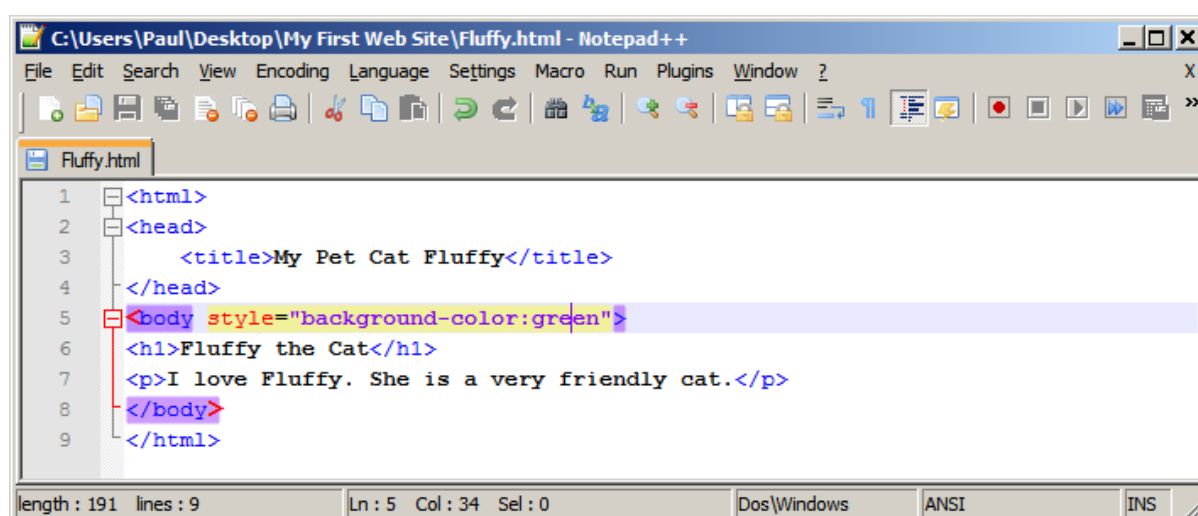 C:\Users\Paul\Desktop\My First Web Site\Fluffy.html - Notepad++
File Edit Search View Encoding Language Settings Macro Run Plugins Window ? X
Fluffy.html
1 <html>
2 <head>
3 <title>My Pet Cat Fluffy</title>
4 </head>
5 <body style="background-color:green">
6 <h1>Fluffy the Cat</h1>
7 <p>I love Fluffy. She is a very friendly cat.</p>
8 </body>
9 </html>
length : 191 lines : 9 Ln : 5 Col : 34 Sel : 0 Dos\Windows ANSI INS